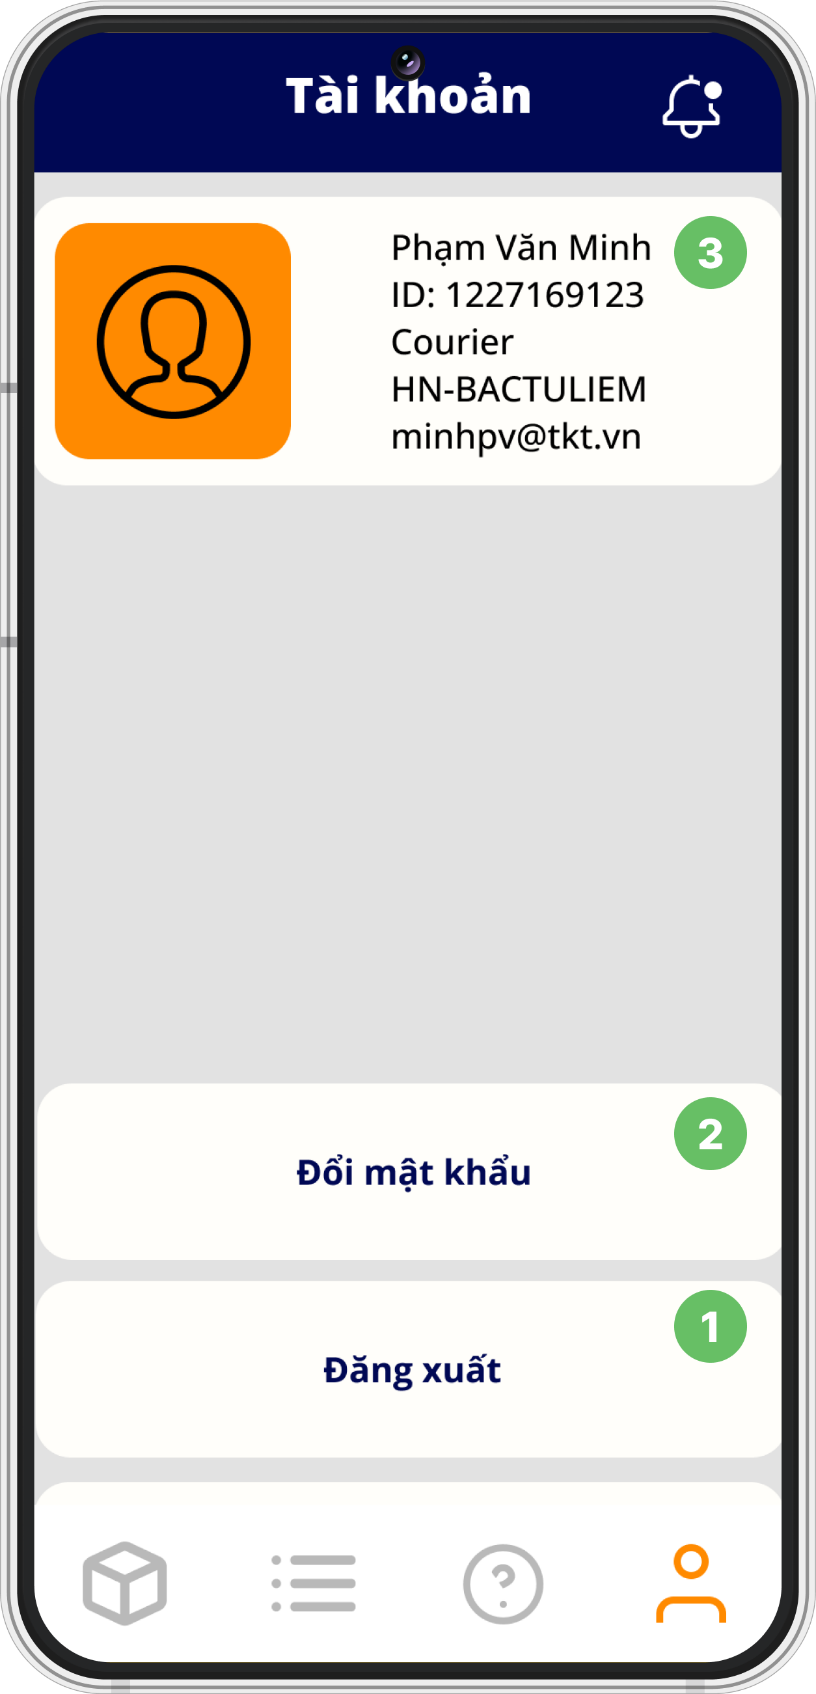 Tài khoản
Phạm Văn Minh
3
ID: 1227169123
Courier
HN-BACTULIEM
minhpv@tkt.vn
2
Đổi mật khẩu
1
Đăng xuất
?